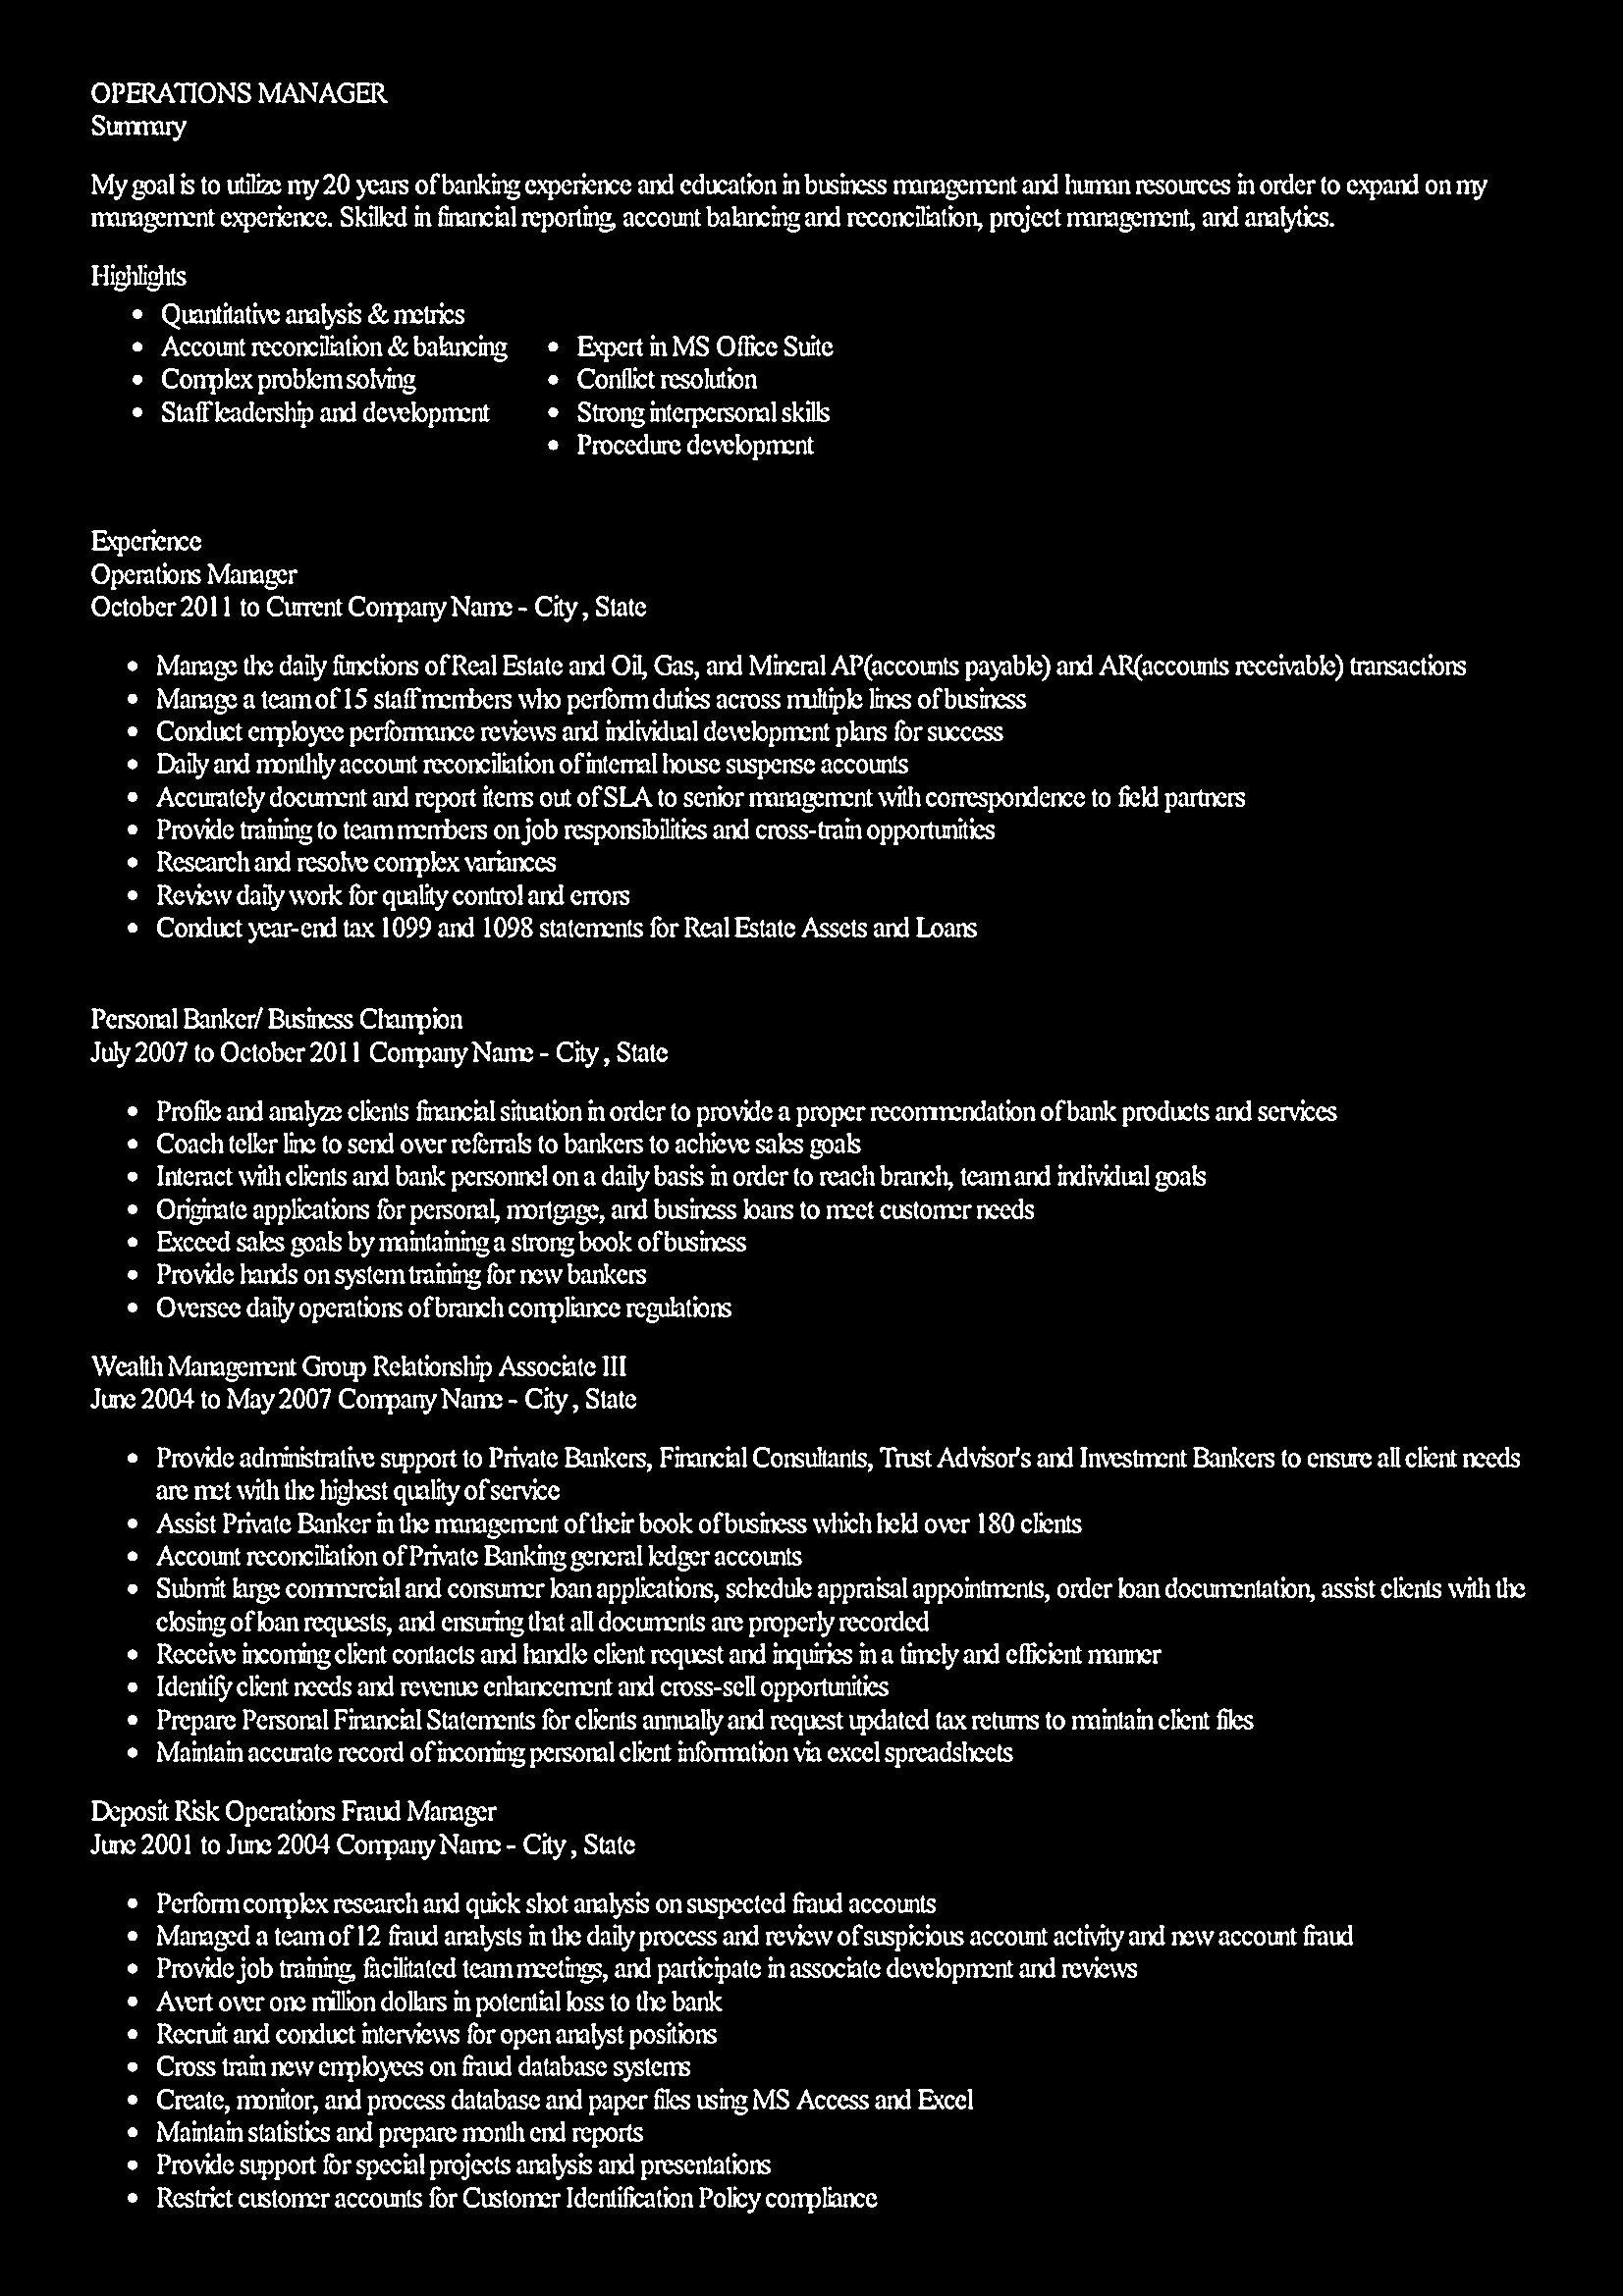 OPERATIONS MANAGER
Summary
My goal is to utilize my 20 years of banking experience and education in business management and human resources in order to expand on my
management experience. Skilled in financial reporting, account balancing and reconciliation, project management, and analytics.
Highlights
• Quantitative analysis & metrics
• Account reconciliation & balancing
• Complex problem solving
• Staff leadership and development
• Expert in MS Office Suite
• Conflict resolution
• Strong interpersonal skills
• Procedure development
Experience
Operations Manager
October 2011 to Current Company Name - City , State
• Manage the daily functions of Real Estate and Oil, Gas, and Mineral AP(accounts payable) and AR(accounts receivable) transactions
• Manage a team of 15 staff members who perform duties across multiple lines of business
• Conduct employee performance reviews and individual development plans for success
• Daily and monthly account reconciliation of internal house suspense accounts
• Accurately document and report items out of SLA to senior management with correspondence to field partners
• Provide training to team members on job responsibilities and cross-train opportunities
• Research and resolve complex variances
• Review daily work for quality control and errors
• Conduct year-end tax 1099 and 1098 statements for Real Estate Assets and Loans
Personal Banker/ Business Champion
July 2007 to October 2011 Company Name - City , State
• Profile and analyze clients financial situation in order to provide a proper recommendation of bank products and services
• Coach teller line to send over referrals to bankers to achieve sales goals
• Interact with clients and bank personnel on a daily basis in order to reach branch, team and individual goals
• Originate applications for personal, mortgage, and business loans to meet customer needs
• Exceed sales goals by maintaining a strong book of business
• Provide hands on system training for new bankers
• Oversee daily operations of branch compliance regulations
Wealth Management Group Relationship Associate III
June 2004 to May 2007 Company Name - City , State
• Provide administrative support to Private Bankers, Financial Consultants, Trust Advisor's and Investment Bankers to ensure all client needs
are met with the highest quality of service
• Assist Private Banker in the management of their book of business which held over 180 clients
• Account reconciliation of Private Banking general ledger accounts
• Submit large commercial and consumer loan applications, schedule appraisal appointments, order loan documentation, assist clients with the
closing of loan requests, and ensuring that all documents are properly recorded
• Receive incoming client contacts and handle client request and inquiries in a timely and efficient manner
• Identify client needs and revenue enhancement and cross-sell opportunities
• Prepare Personal Financial Statements for clients annually and request updated tax returns to maintain client files
• Maintain accurate record of incoming personal client information via excel spreadsheets
Deposit Risk Operations Fraud Manager
June 2001 to June 2004 Company Name - City , State
• Perform complex research and quick shot analysis on suspected fraud accounts
• Managed a team of 12 fraud analysts in the daily process and review of suspicious account activity and new account fraud
• Provide job training, facilitated team meetings, and participate in associate development and reviews
• Avert over one million dollars in potential loss to the bank
• Recruit and conduct interviews for open analyst positions
• Cross train new employees on fraud database systems
• Create, monitor, and process database and paper files using MS Access and Excel
• Maintain statistics and prepare month end reports
• Provide support for special projects analysis and presentations
• Restrict customer accounts for Customer Identification Policy compliance